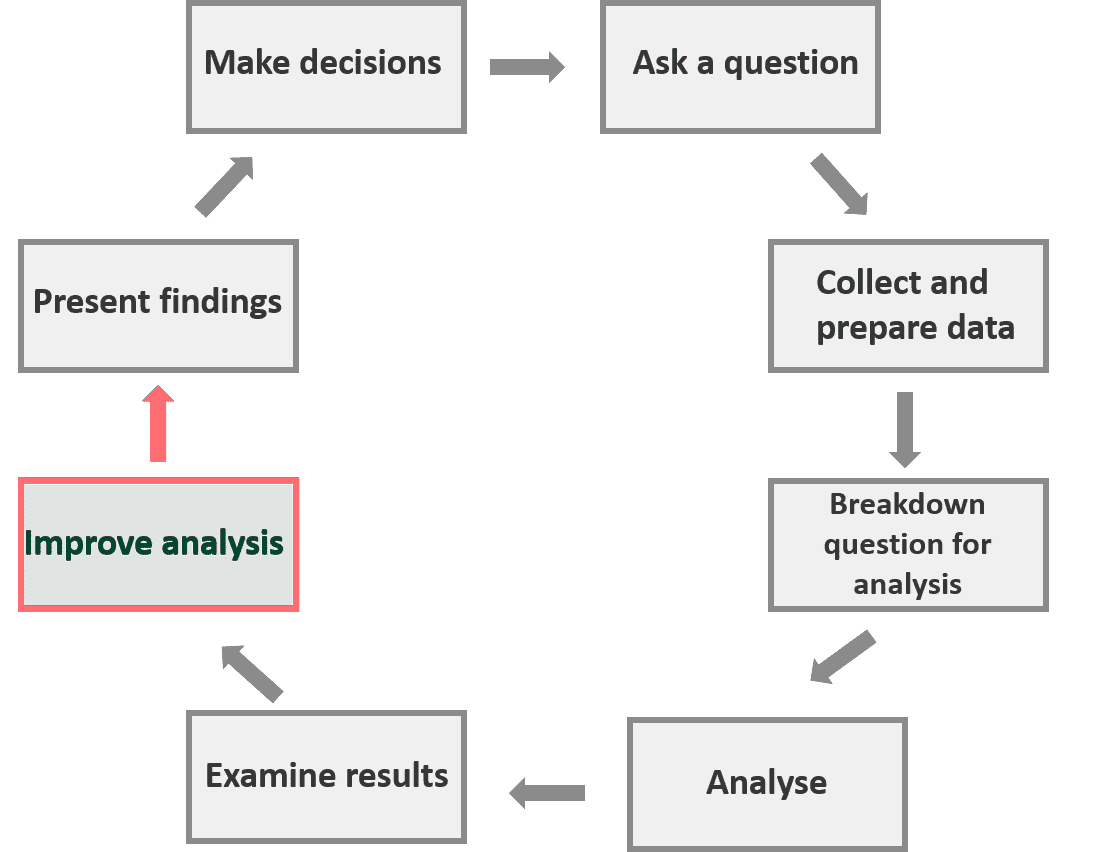 Make decisions
Ask a question
Collect and
prepare data
Breakdown
question for
analysis
Analyse
Examine results
Improve analysis
Present findings